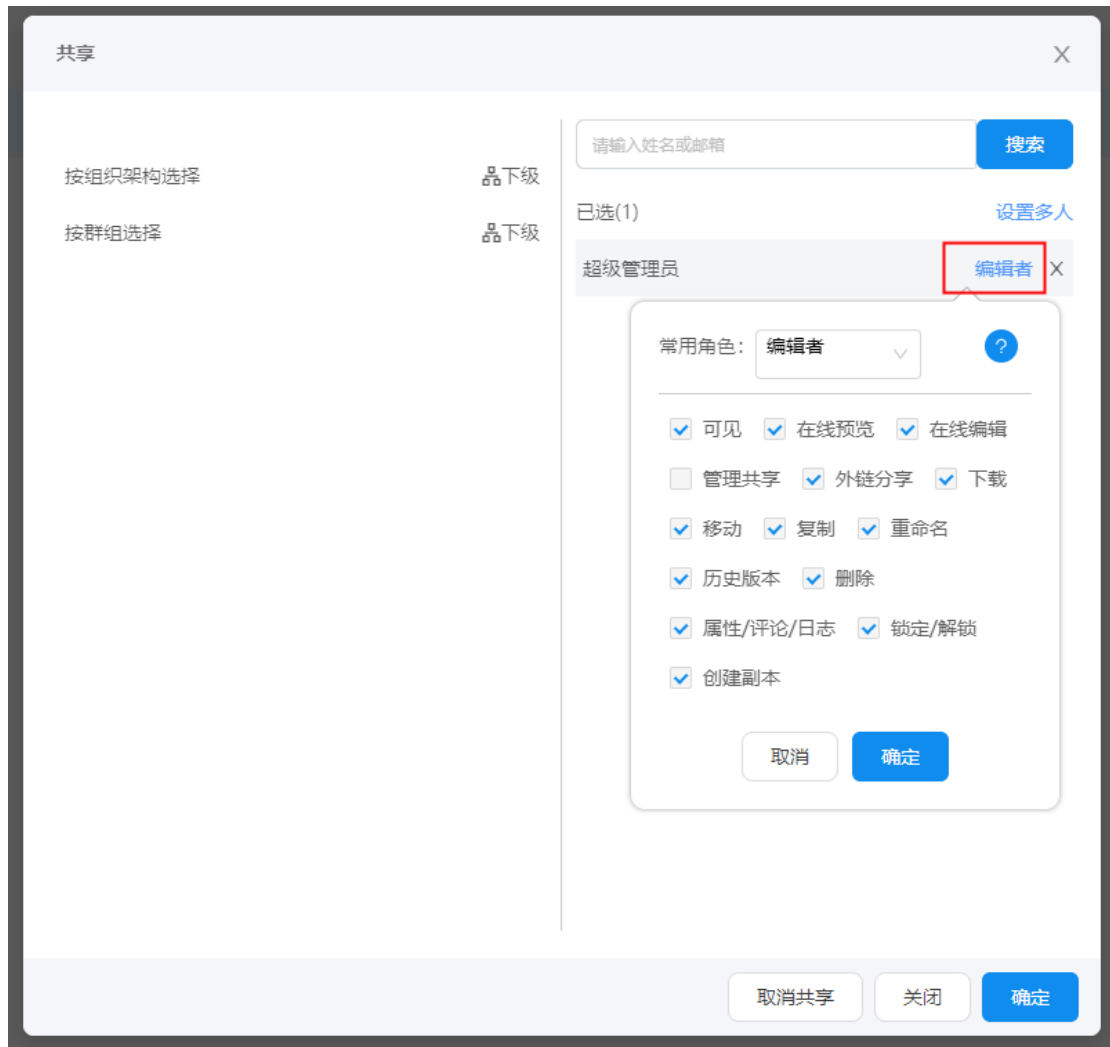 共享
X
按组织架构选择
品下级
按群组选择
品下级
请输入姓名或邮箱
搜索
已选(1)
设置多人
超级管理员
编辑者
X
常用角色：
编辑者
?
可见 在线预览 在线编辑
管理共享 外链分享 下载
移动 复制 重命名
历史版本 删除
属性/评论/日志 锁定/解锁
创建副本
取消
确定
取消共享
关闭
确定